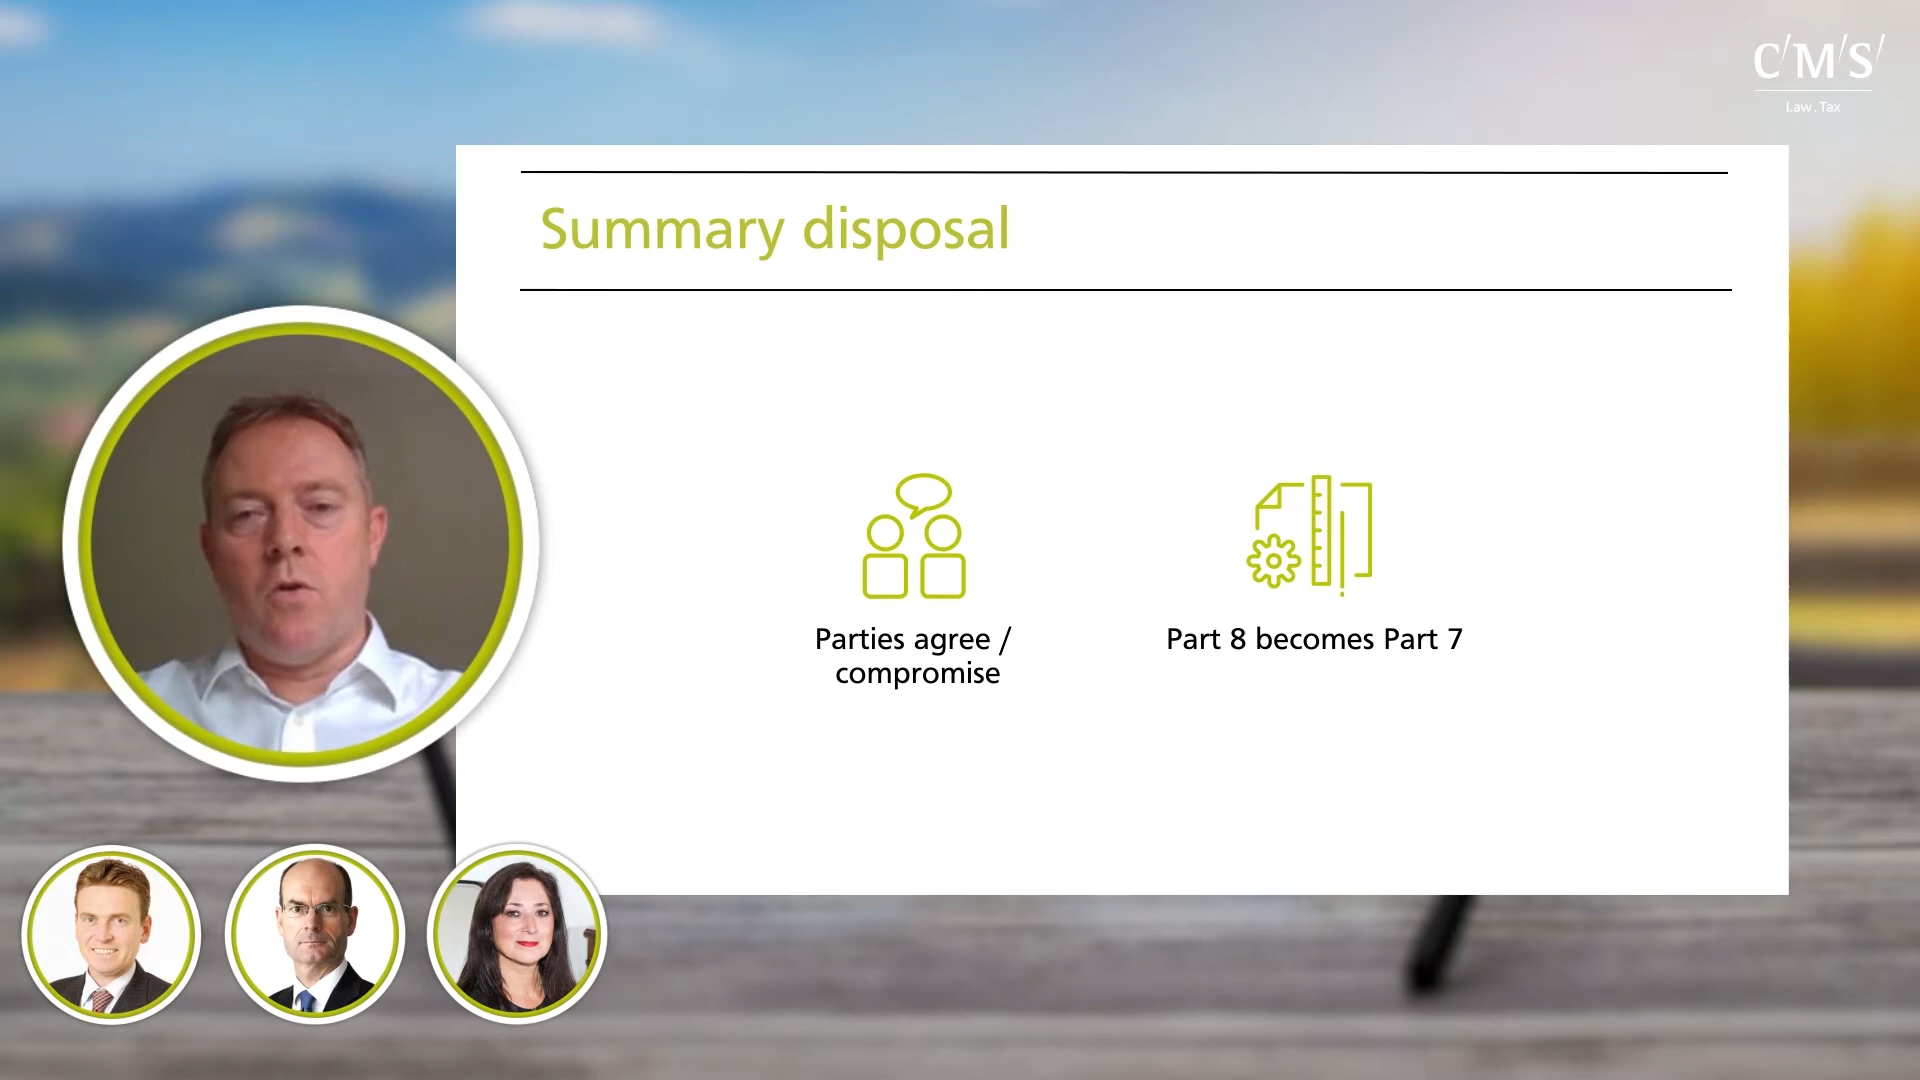 C/M/S/
Law.Tax
Summary disposal
Parties agree /
compromise
Part 8 becomes Part 7